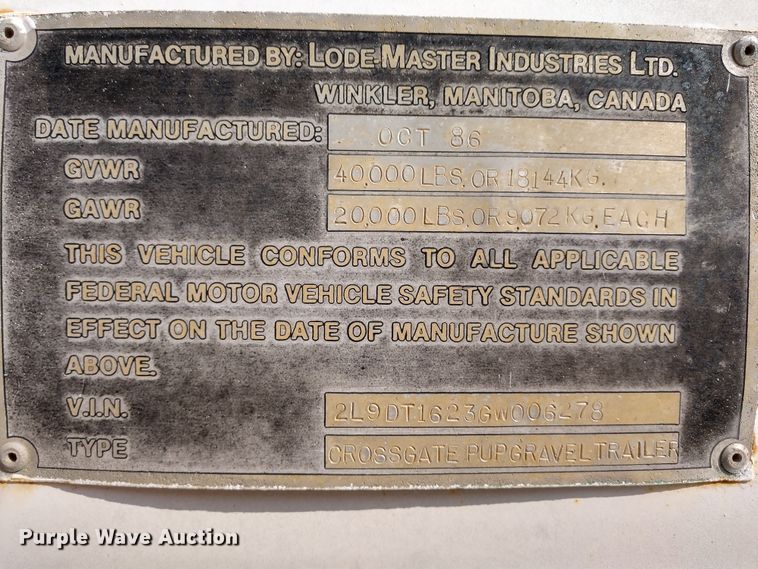 MANUFACTURED BY: LODE-MASTER INDUSTRIES LTD.
WINKLER, MANITOBA, CANADA
DATE MANUFACTURED: OCT 86
GVWR 40,000 LBS. OR 18144 KG.
GAWR 20,000 LBS. OR 9072 KG. EACH
THIS VEHICLE CONFORMS TO ALL APPLICABLE
FEDERAL MOTOR VEHICLE SAFETY STANDARDS IN
EFFECT ON THE DATE OF MANUFACTURE SHOWN
ABOVE.
V.I.N. 2L9DT1623GW006278
TYPE CROSSGATE PUP GRAVEL TRAILER
Purple Wave Auction